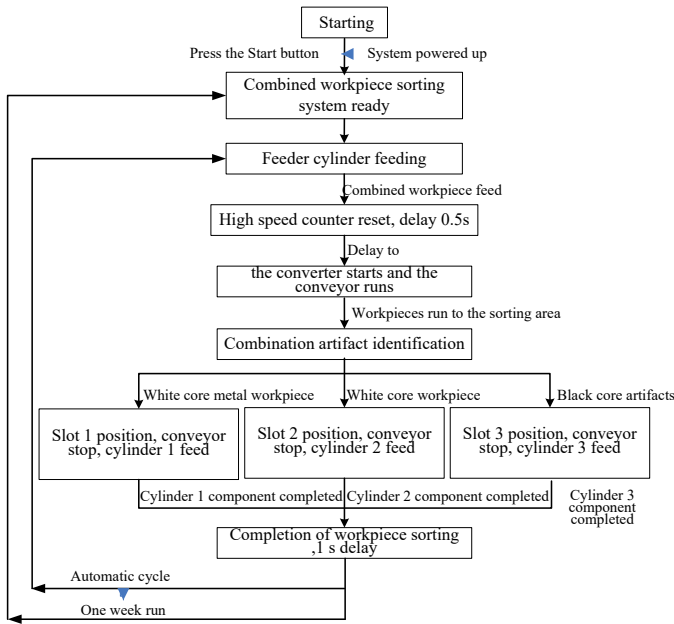 Starting
Press the Start button
System powered up
Combined workpiece sorting
system ready
Feeder cylinder feeding
Combined workpiece feed
High speed counter reset, delay 0.5s
Delay to
the converter starts and the
conveyor runs
Workpieces run to the sorting area
Combination artifact identification
White core metal workpiece
White core workpiece
Black core artifacts
Slot 1 position, conveyor
stop, cylinder 1 feed
Slot 2 position, conveyor
stop, cylinder 2 feed
Slot 3 position, conveyor
stop, cylinder 3 feed
Cylinder 1 component completed
Cylinder 2 component completed
Cylinder 3
component
completed
Completion of workpiece sorting
,1 s delay
Automatic cycle
One week run